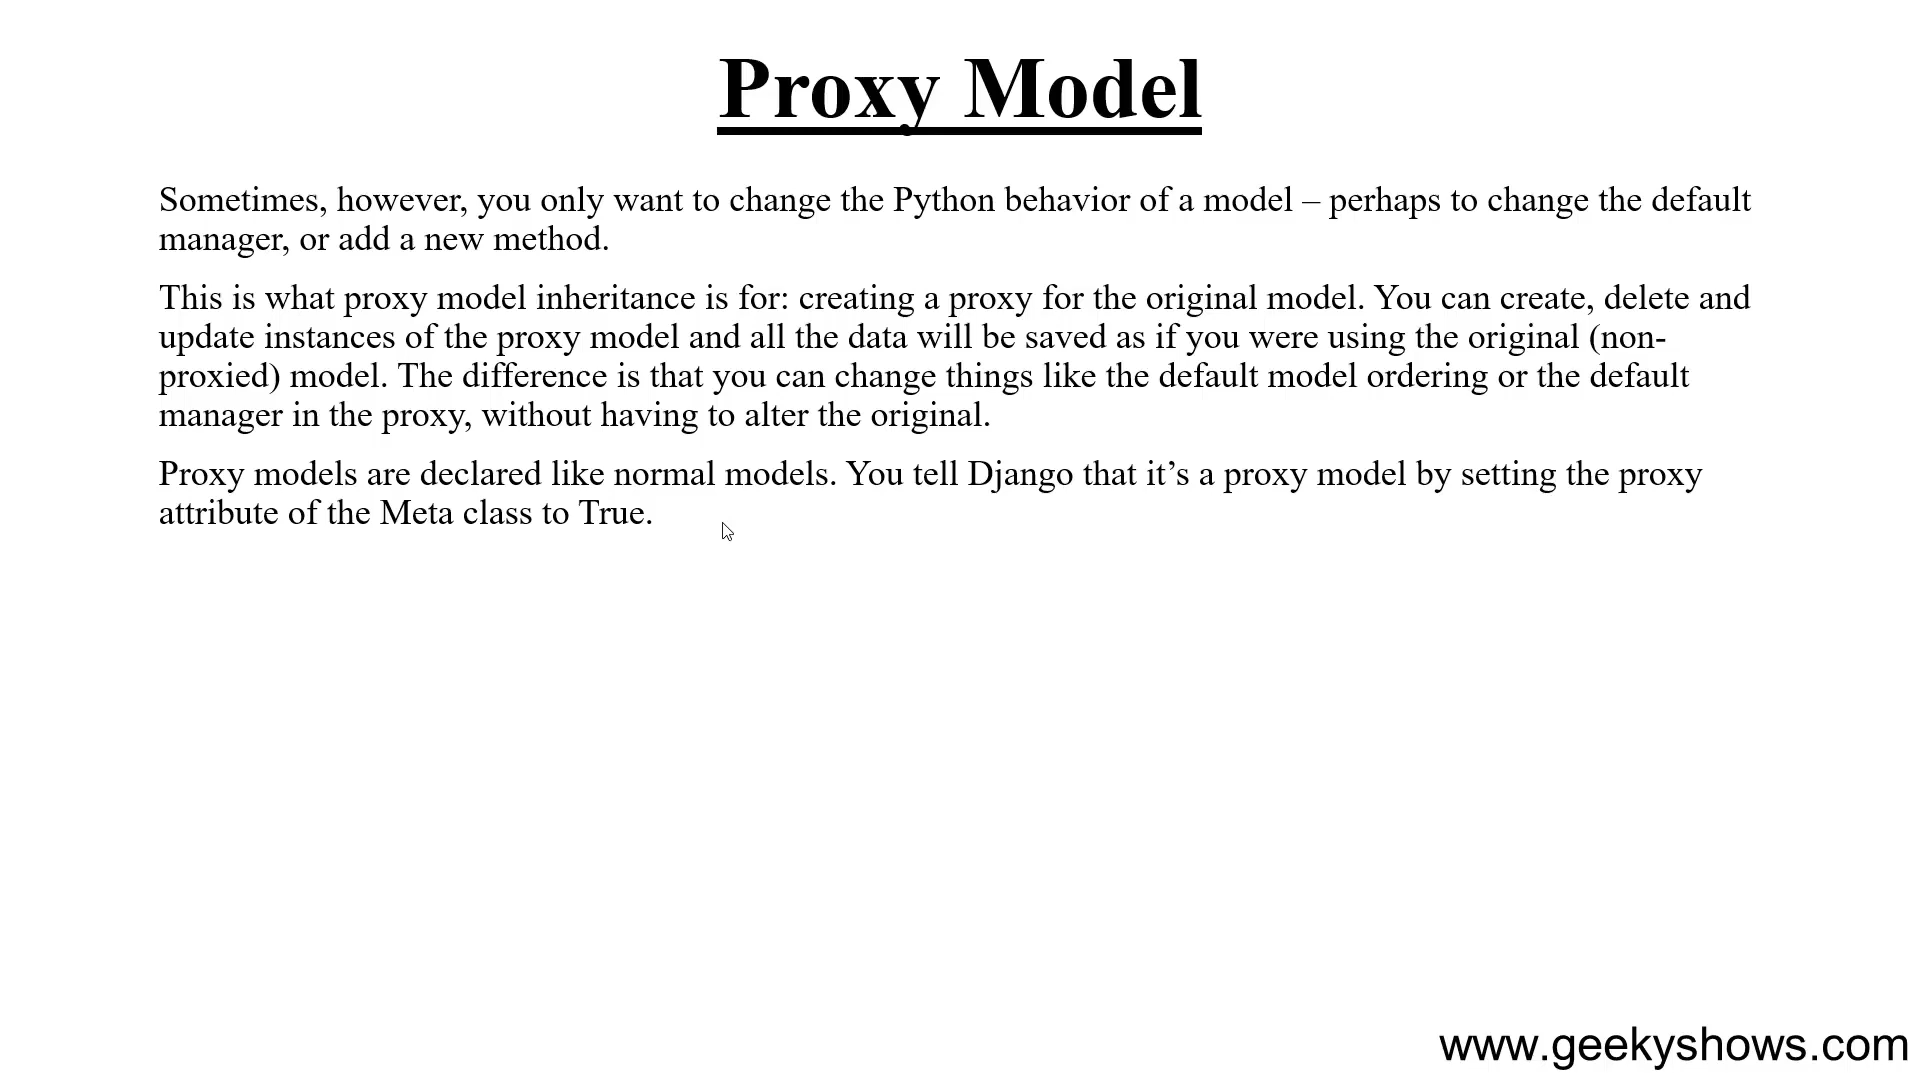 Proxy Model
Sometimes, however, you only want to change the Python behavior of a model – perhaps to change the default
manager, or add a new method.
This is what proxy model inheritance is for: creating a proxy for the original model. You can create, delete and
update instances of the proxy model and all the data will be saved as if you were using the original (non-
proxied) model. The difference is that you can change things like the default model ordering or the default
manager in the proxy, without having to alter the original.
Proxy models are declared like normal models. You tell Django that it’s a proxy model by setting the proxy
attribute of the Meta class to True.
www.geekyshows.com